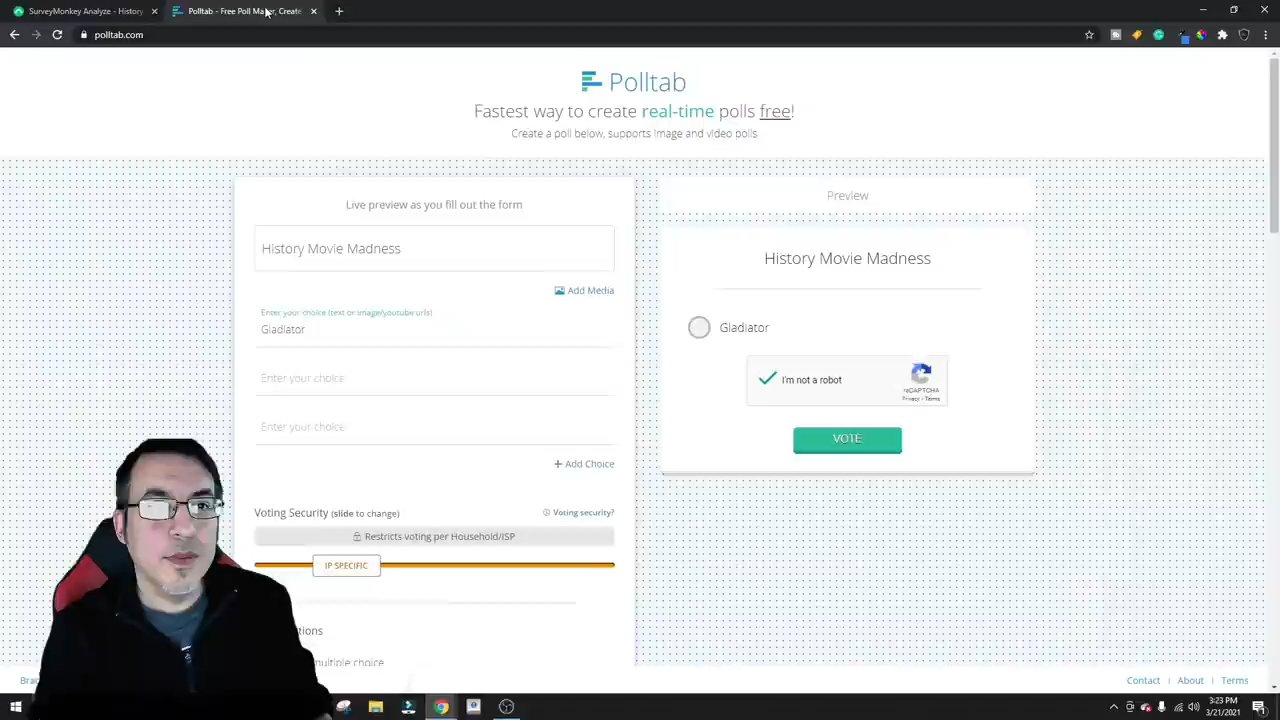 SurveyMonkey Analyze - History
Polltab - Free Poll Maker, Create
polltab.com
Polltab
Fastest way to create real-time polls free!
Create a poll below, supports image and video polls
Live preview as you fill out the form
History Movie Madness
Add Media
Enter your choice (text or image/youtube urls)
Gladiator
Enter your choice
Enter your choice
+ Add Choice
Voting Security (slide to change)
Voting security?
Restricts voting per Household/ISP
IP SPECIFIC
tions
multiple choice
Preview
History Movie Madness
Gladiator
I'm not a robot
reCAPTCHA
Privacy - Terms
VOTE
Contact | About | Terms
3:23 PM
3/21/2021